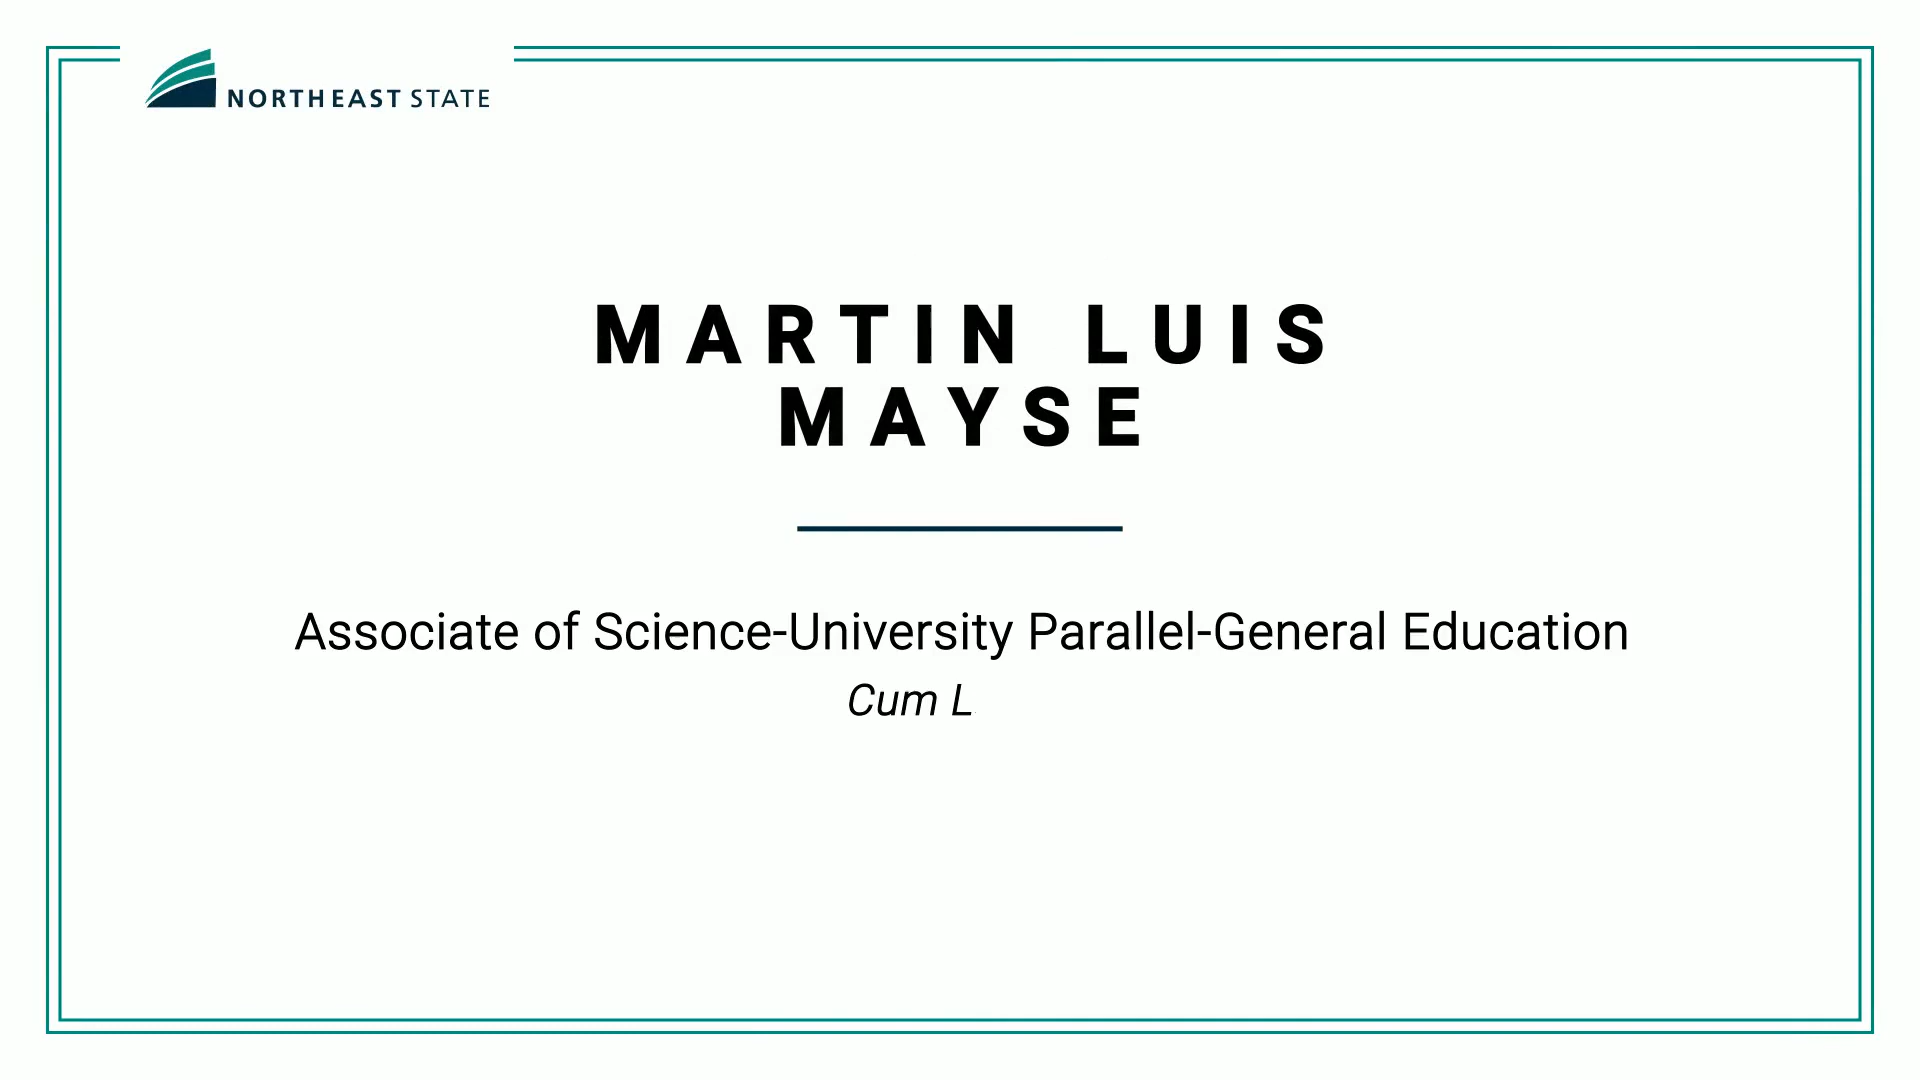 NORTHEAST STATE
MARTIN LUIS
MAYSE
Associate of Science-University Parallel-General Education
Cum L